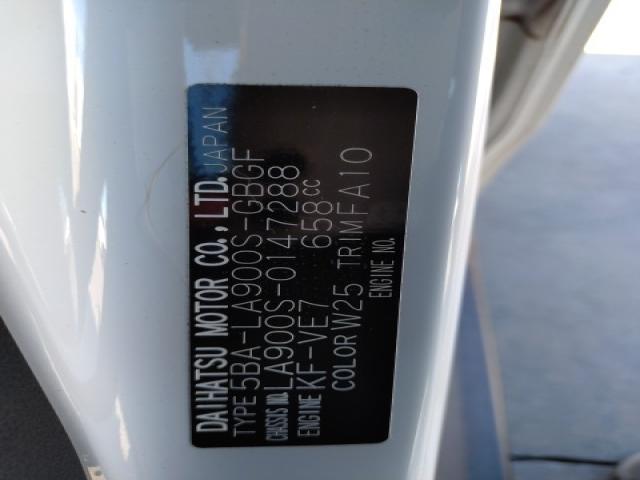 DAIHATSU MOTOR CO., LTD. JAPAN
TYPE 5BA-LA900S-GBGF
CHASSIS NO. LA900S-0147288
ENGINE KF-VE7 658cc
COLOR W25 TRIM FA10
ENGINE NO.